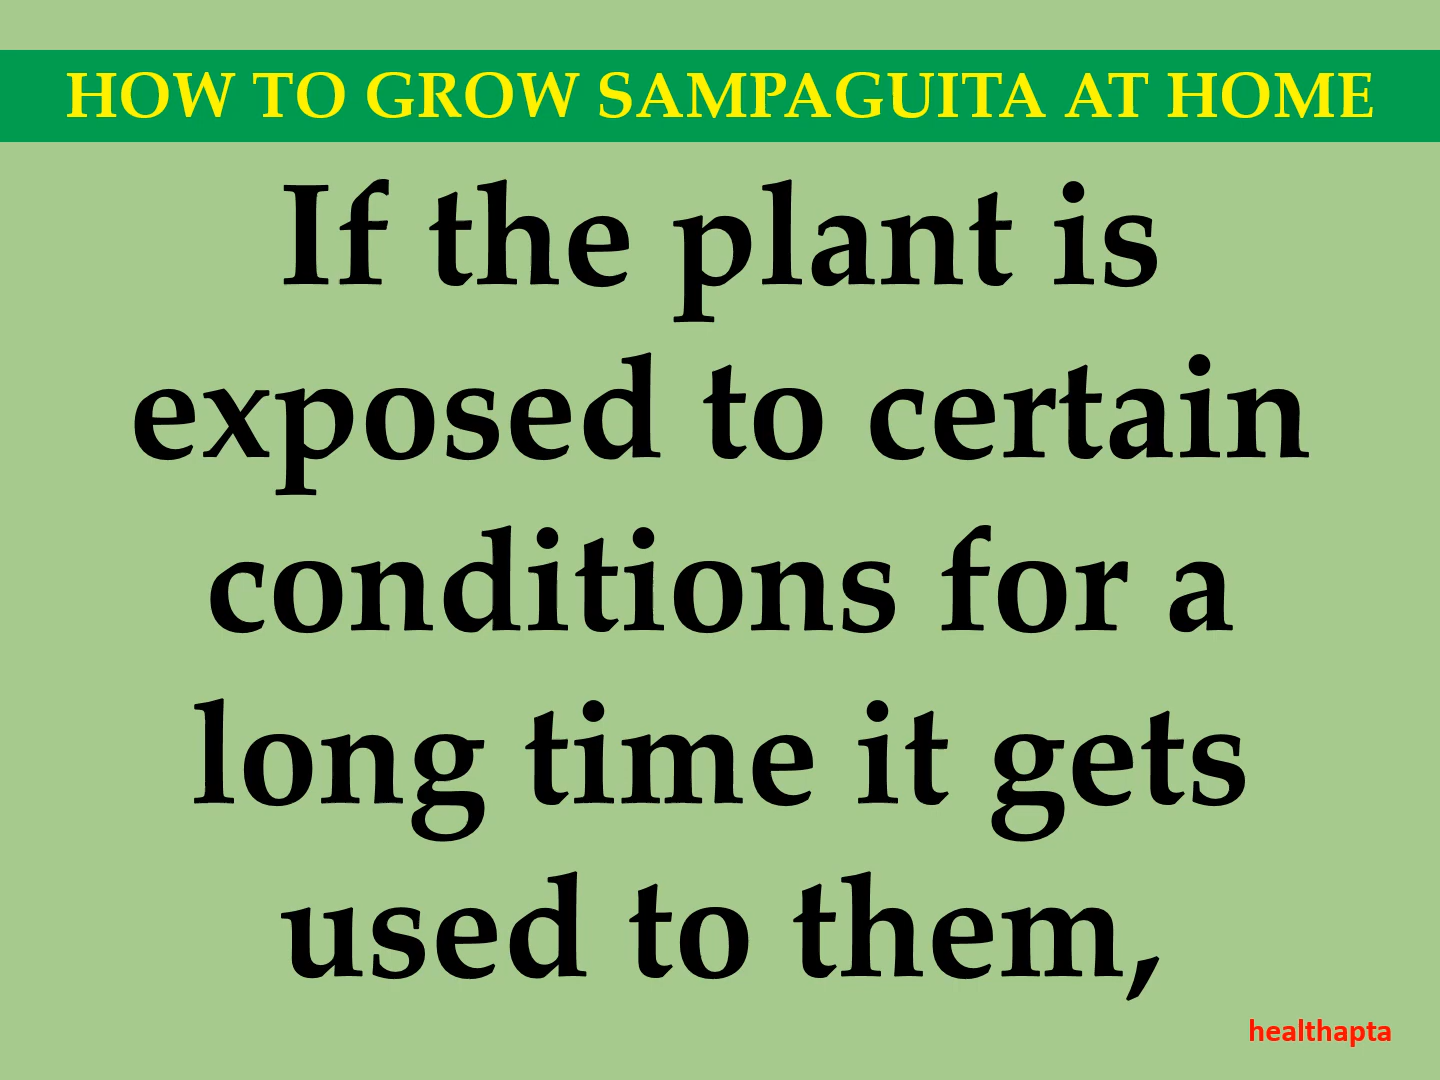 HOW TO GROW SAMPAGUITA AT HOME
If the plant is
exposed to certain
conditions for a
long time it gets
used to them,
healthapta